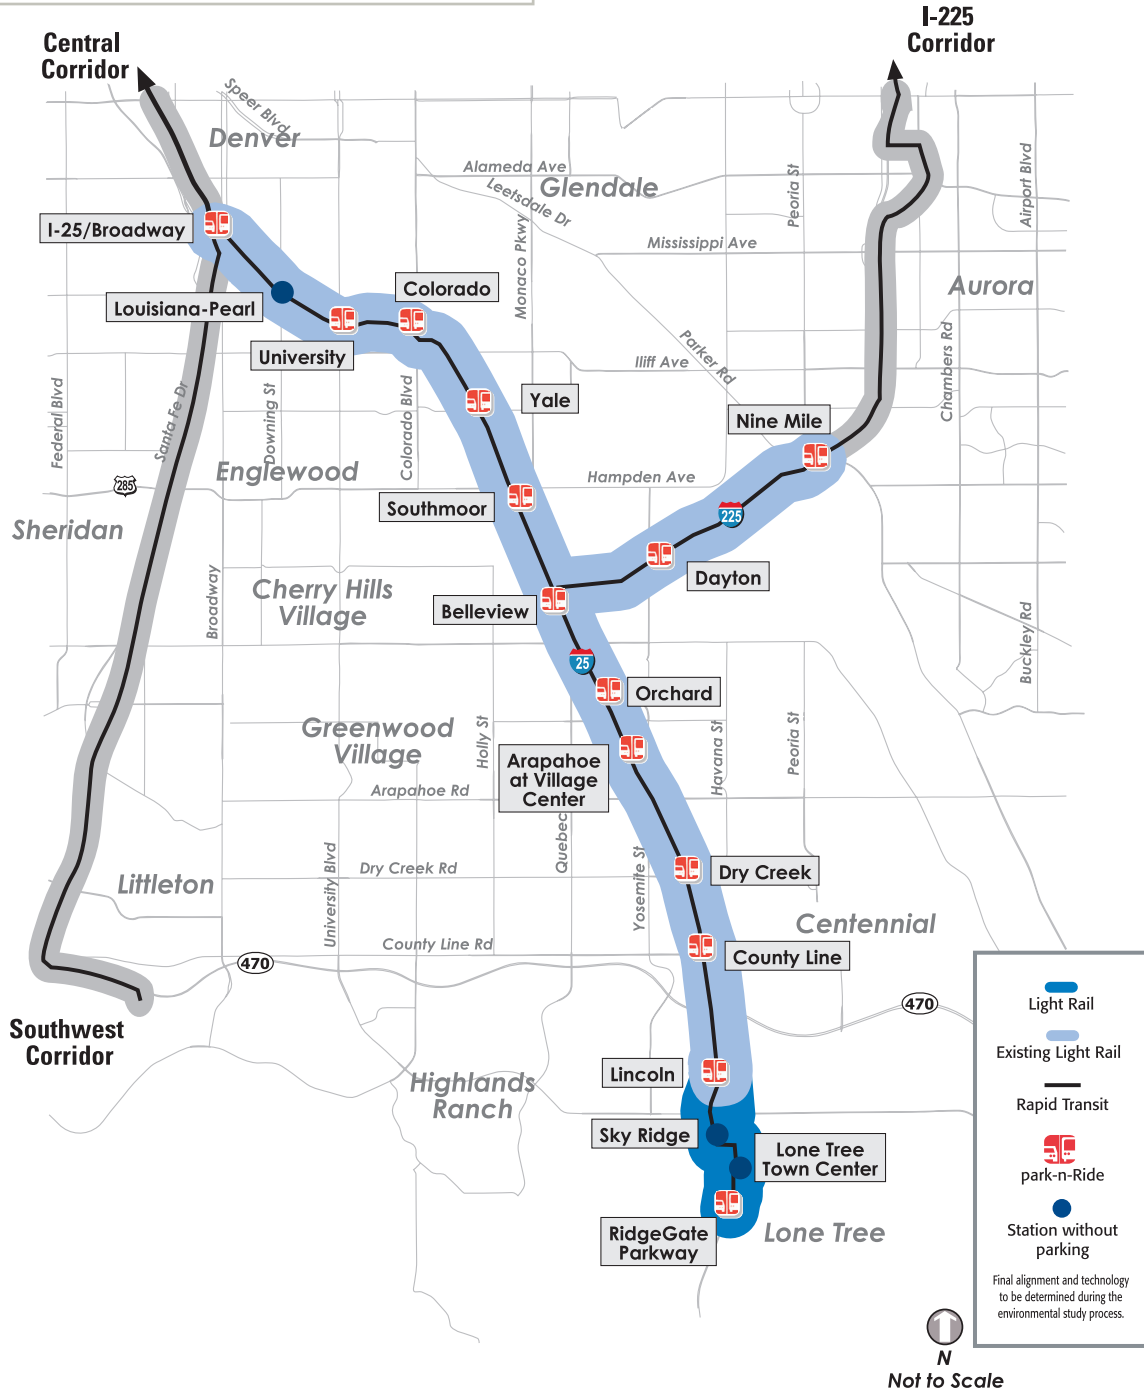 I-225
Corridor
Central
Corridor
Speer Blvd
Denver
Alameda Ave
Glendale
Leetsdale Dr
Peoria St
Airport Blvd
I-25/Broadway
Monaco Pkwy
Mississippi Ave
Aurora
Colorado
Louisiana-Pearl
University
Iliff Ave
Parker Rd
Chambers Rd
Federal Blvd
Santa Fe Dr
Downing St
Colorado Blvd
Yale
Nine Mile
Englewood
Hampden Ave
285
Southmoor
225
Sheridan
Dayton
Cherry Hills
Village
Broadway
Belleview
Buckley Rd
25
Orchard
Greenwood
Village
Holly St
Havana St
Peoria St
Arapahoe
at Village
Center
Arapahoe Rd
Quebec
Dry Creek Rd
Dry Creek
University Blvd
Yosemite St
Littleton
Centennial
County Line Rd
County Line
470
470
Southwest
Corridor
Lincoln
Highlands
Ranch
Sky Ridge
Lone Tree
Town Center
RidgeGate
Parkway
Lone Tree
Light Rail
Existing Light Rail
Rapid Transit
park-n-Ride
Station without
parking
Final alignment and technology
to be determined during the
environmental study process.
N
Not to Scale